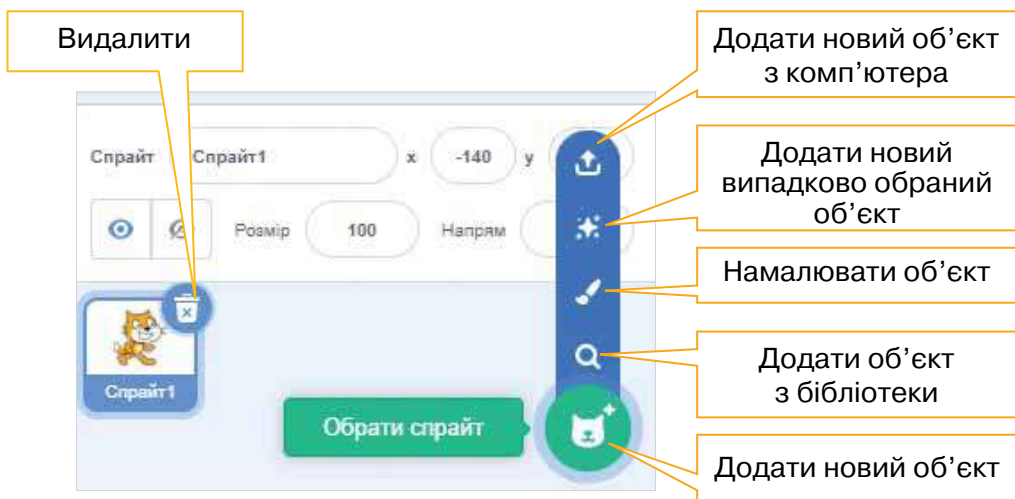 Видалити
Додати новий об’єкт
з комп’ютера
Спрайт Спрайт1 x -140 y
Додати новий
випадково обраний
об’єкт
Розмір 100 Напрям
Намалювати об’єкт
Спрайт1
Додати об’єкт
з бібліотеки
Обрати спрайт
Додати новий об’єкт